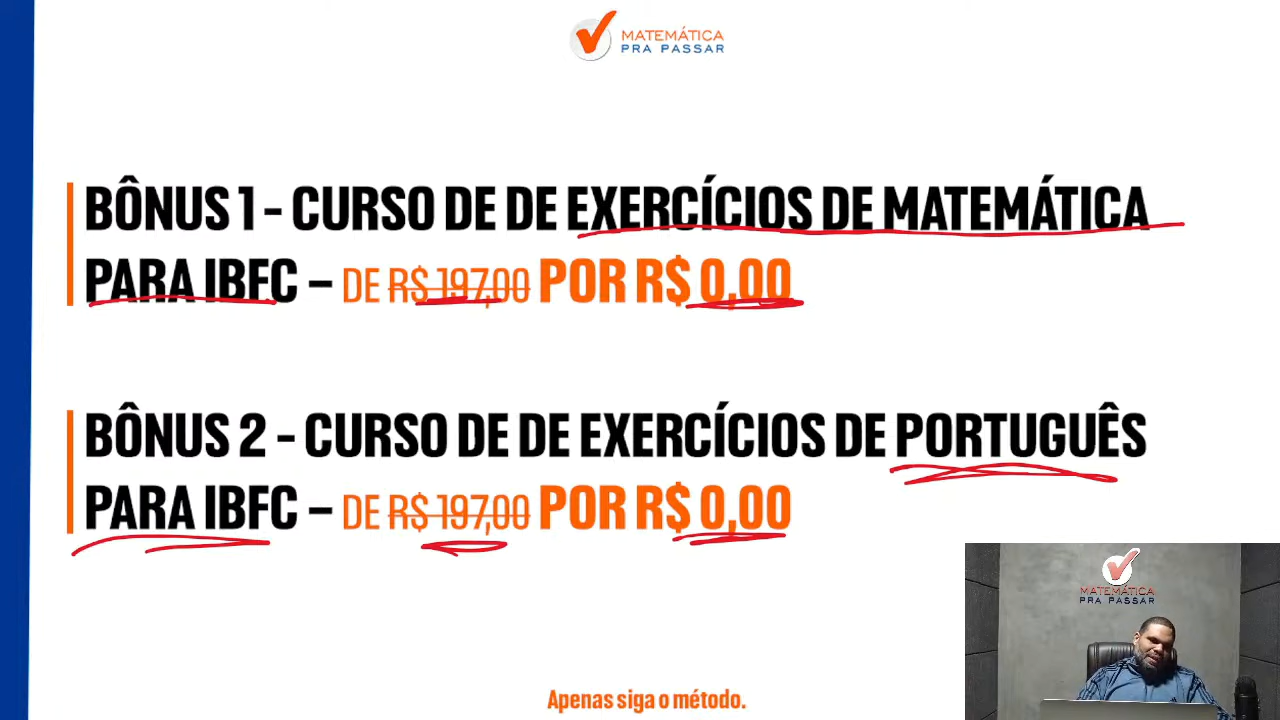 MATEMÁTICA
PRA PASSAR
BÔNUS 1 - CURSO DE DE EXERCÍCIOS DE MATEMÁTICA
PARA IBFC – DE R$ 197,00 POR R$ 0,00
BÔNUS 2 - CURSO DE DE EXERCÍCIOS DE PORTUGUÊS
PARA IBFC – DE R$ 197,00 POR R$ 0,00
MATEMÁTICA
PRA PASSAR
Apenas siga o método.